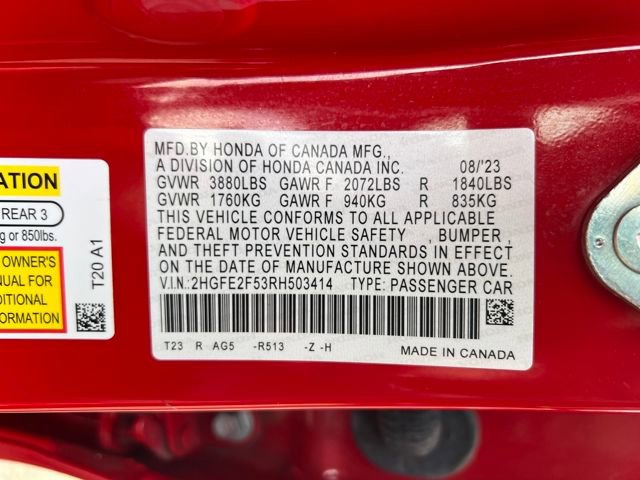 MFD.BY HONDA OF CANADA MFG.,
A DIVISION OF HONDA CANADA INC. 08/'23
GVWR 3880LBS GAWR F 2072LBS R 1840LBS
GVWR 1760KG GAWR F 940KG R 835KG
THIS VEHICLE CONFORMS TO ALL APPLICABLE
FEDERAL MOTOR VEHICLE SAFETY , BUMPER ,
AND THEFT PREVENTION STANDARDS IN EFFECT
ON THE DATE OF MANUFACTURE SHOWN ABOVE.
V.I.N.:2HGFE2F53RH503414 TYPE: PASSENGER CAR
T23 R AG5 -R513 -Z -H MADE IN CANADA
ATION
REAR 3
g or 850lbs.
OWNER'S
NUAL FOR
DITIONAL
ORMATION
T20 A1